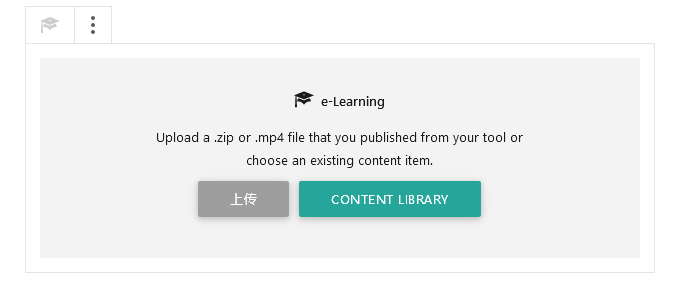 e-Learning
Upload a .zip or .mp4 file that you published from your tool or
choose an existing content item.
上传 CONTENT LIBRARY